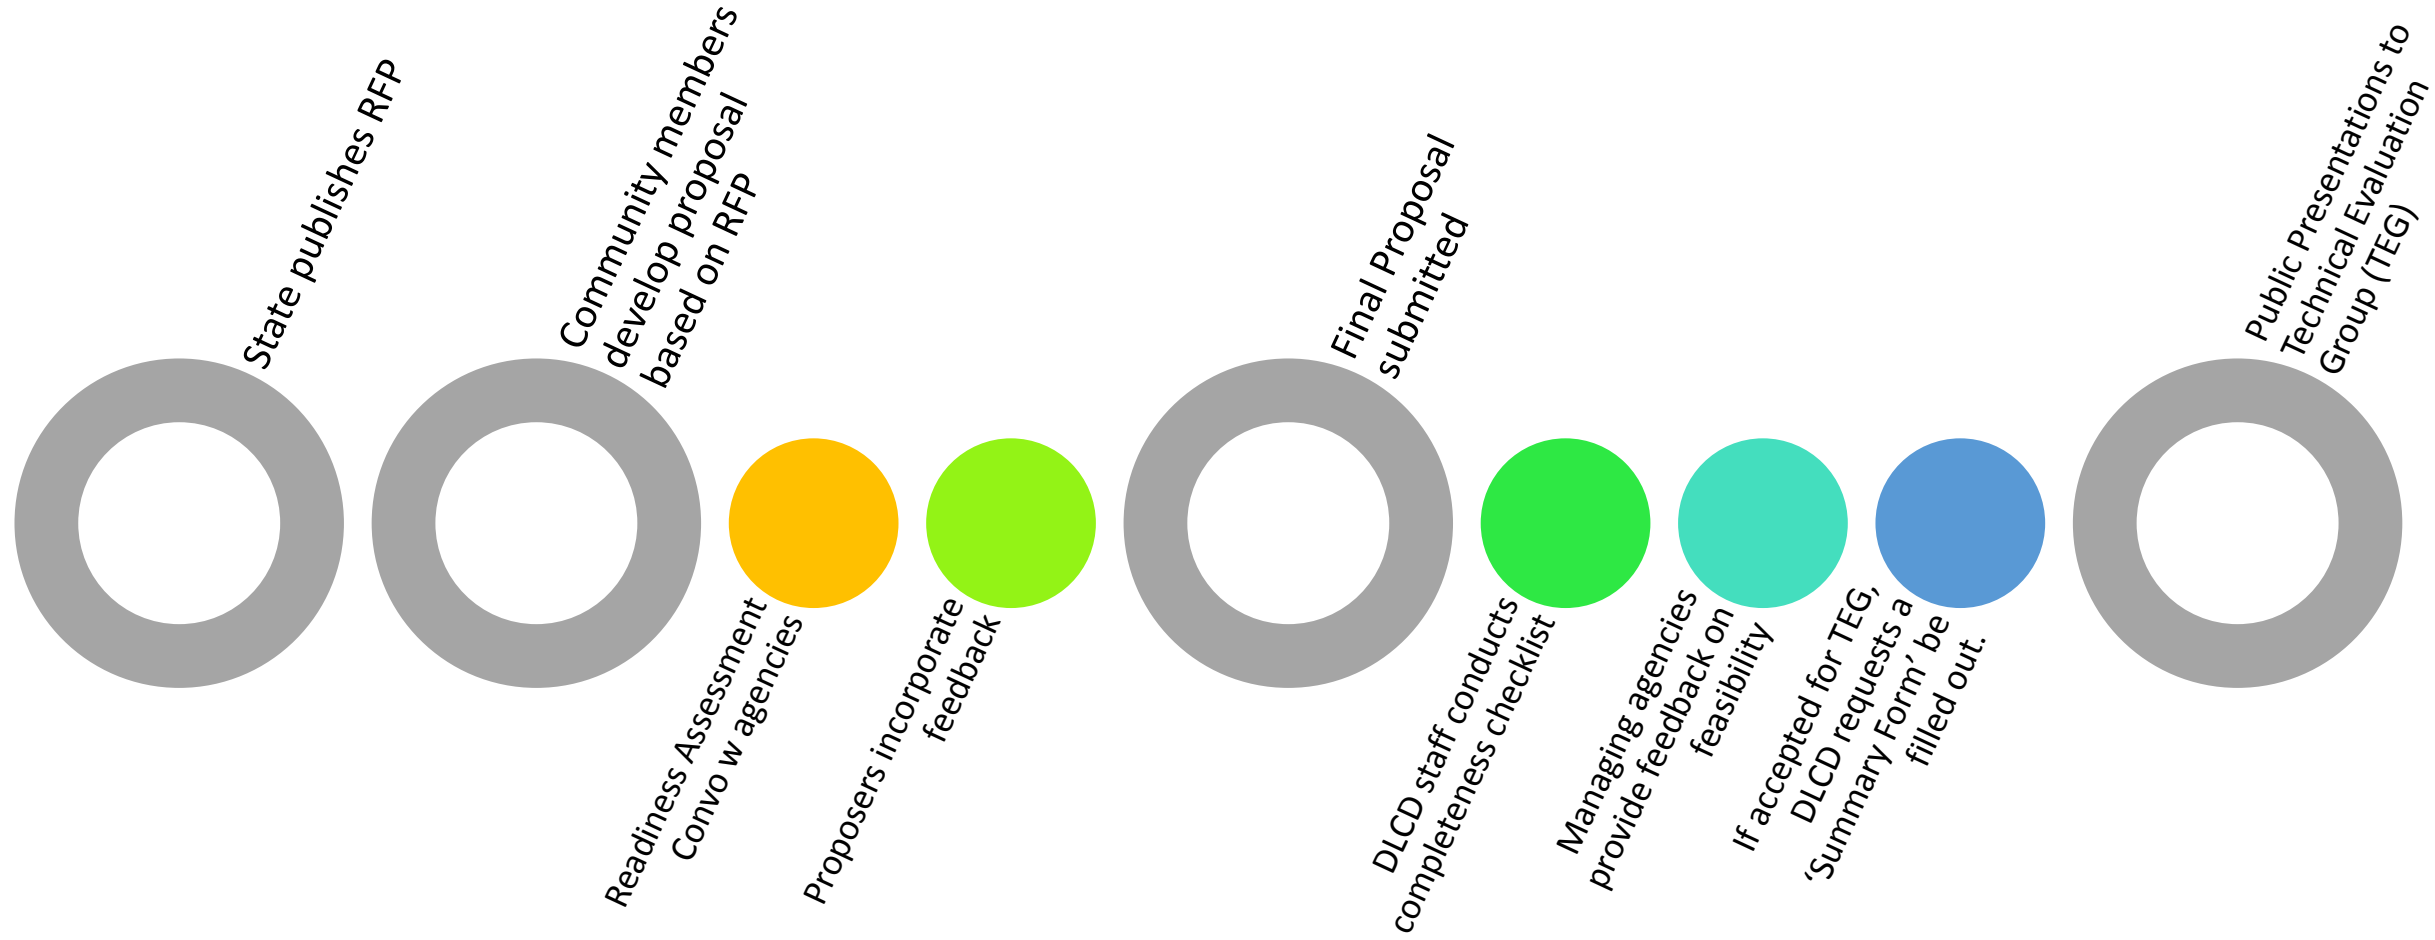 State publishes RFP
Community members
develop proposal
based on RFP
Readiness Assessment
Convo w agencies
Proposers incorporate
feedback
Final Proposal
submitted
DLCD staff conducts
completeness checklist
Managing agencies
provide feedback on
feasibility
If accepted for TEG,
DLCD requests a
‘Summary Form’ be
filled out.
Public Presentations to
Technical Evaluation
Group (TEG)